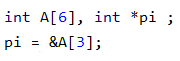 int A[6], int *pi ;
pi = &A[3];